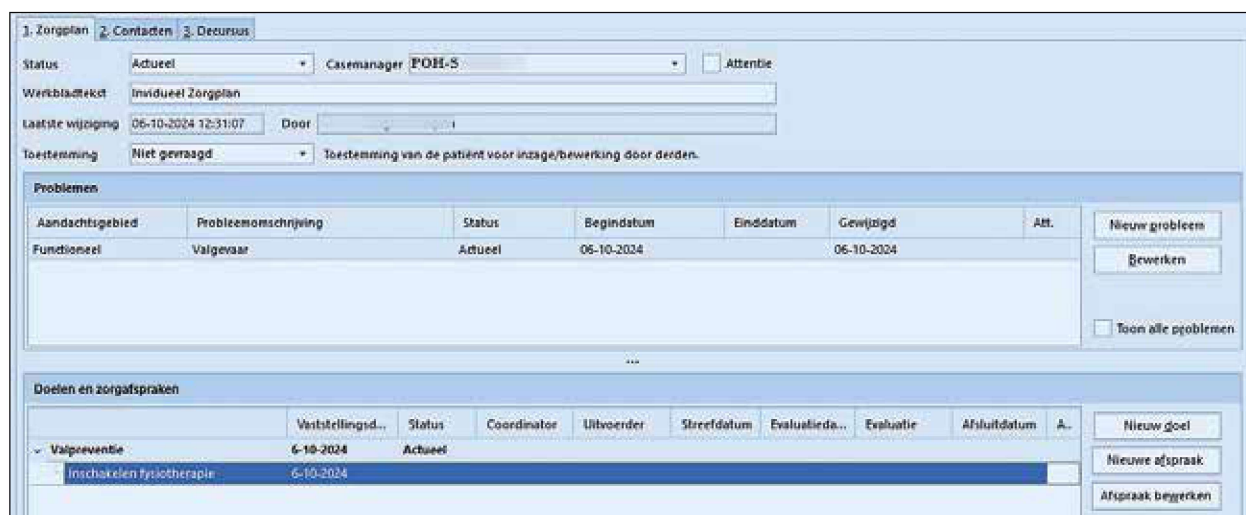 1. Zorgplan 2. Contacten 3. Decursus
Status Actueel Casemanager POH-S Attentie
Werkbladtekst Invidueel Zorgplan
Laatste wijziging 06-10-2024 12:31:07 Door
Toestemming Niet gevraagd Toestemming van de patiënt voor inzage/bewerking door derden.
Problemen
Aandachtsgebied Probleemomschrijving Status Begindatum Einddatum Gewijzigd Att. Nieuw probleem
Functioneel Valgevaar Actueel 06-10-2024 06-10-2024
Bewerken
Toon alle problemen
...
Doelen en zorgafspraken
Vaststellingsd... Status Coordinator Uitvoerder Streefdatum Evaluatieda... Evaluatie Afsluitdatum A.. Nieuw doel
Valpreventie 6-10-2024 Actueel
Nieuwe afspraak
Inschakelen fysiotherapie 6-10-2024
Afspraak bewerken